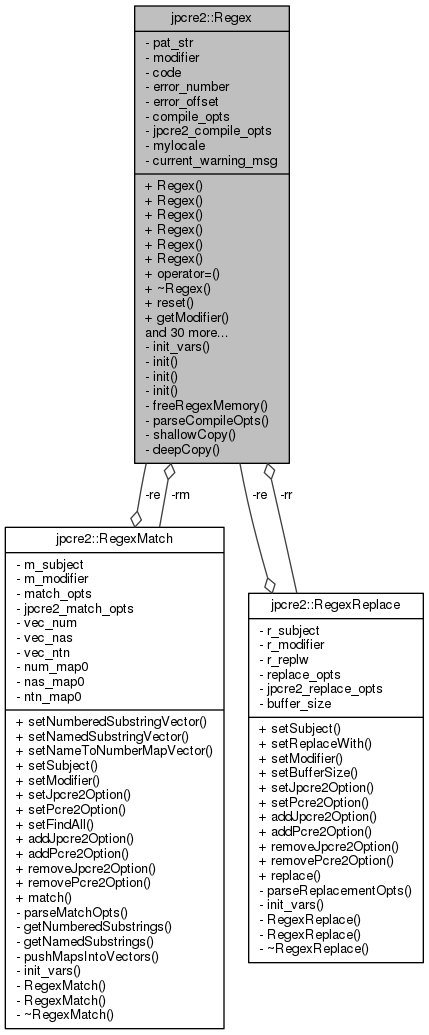 jpcre2::Regex
- pat_str
- modifier
- code
- error_number
- error_offset
- compile_opts
- jpcre2_compile_opts
- mylocale
- current_warning_msg
+ Regex()
+ Regex()
+ Regex()
+ Regex()
+ Regex()
+ Regex()
+ operator=()
+ ~Regex()
+ reset()
+ getModifier()
and 30 more...
- init_vars()
- init()
- init()
- init()
- freeRegexMemory()
- parseCompileOpts()
- shallowCopy()
- deepCopy()
-re
-rm
-re
-rr
jpcre2::RegexMatch
- m_subject
- m_modifier
- match_opts
- jpcre2_match_opts
- vec_num
- vec_nas
- vec_ntn
- num_map0
- nas_map0
- ntn_map0
+ setNumberedSubstringVector()
+ setNamedSubstringVector()
+ setNameToNumberMapVector()
+ setSubject()
+ setModifier()
+ setJpcre2Option()
+ setPcre2Option()
+ setFindAll()
+ addJpcre2Option()
+ addPcre2Option()
+ removeJpcre2Option()
+ removePcre2Option()
+ match()
- parseMatchOpts()
- getNumberedSubstrings()
- getNamedSubstrings()
- pushMapsIntoVectors()
- init_vars()
- RegexMatch()
- RegexMatch()
- ~RegexMatch()
jpcre2::RegexReplace
- r_subject
- r_modifier
- r_replw
- replace_opts
- jpcre2_replace_opts
- buffer_size
+ setSubject()
+ setReplaceWith()
+ setModifier()
+ setBufferSize()
+ setJpcre2Option()
+ setPcre2Option()
+ addJpcre2Option()
+ addPcre2Option()
+ removeJpcre2Option()
+ removePcre2Option()
+ replace()
- parseReplacementOpts()
- init_vars()
- RegexReplace()
- RegexReplace()
- ~RegexReplace()